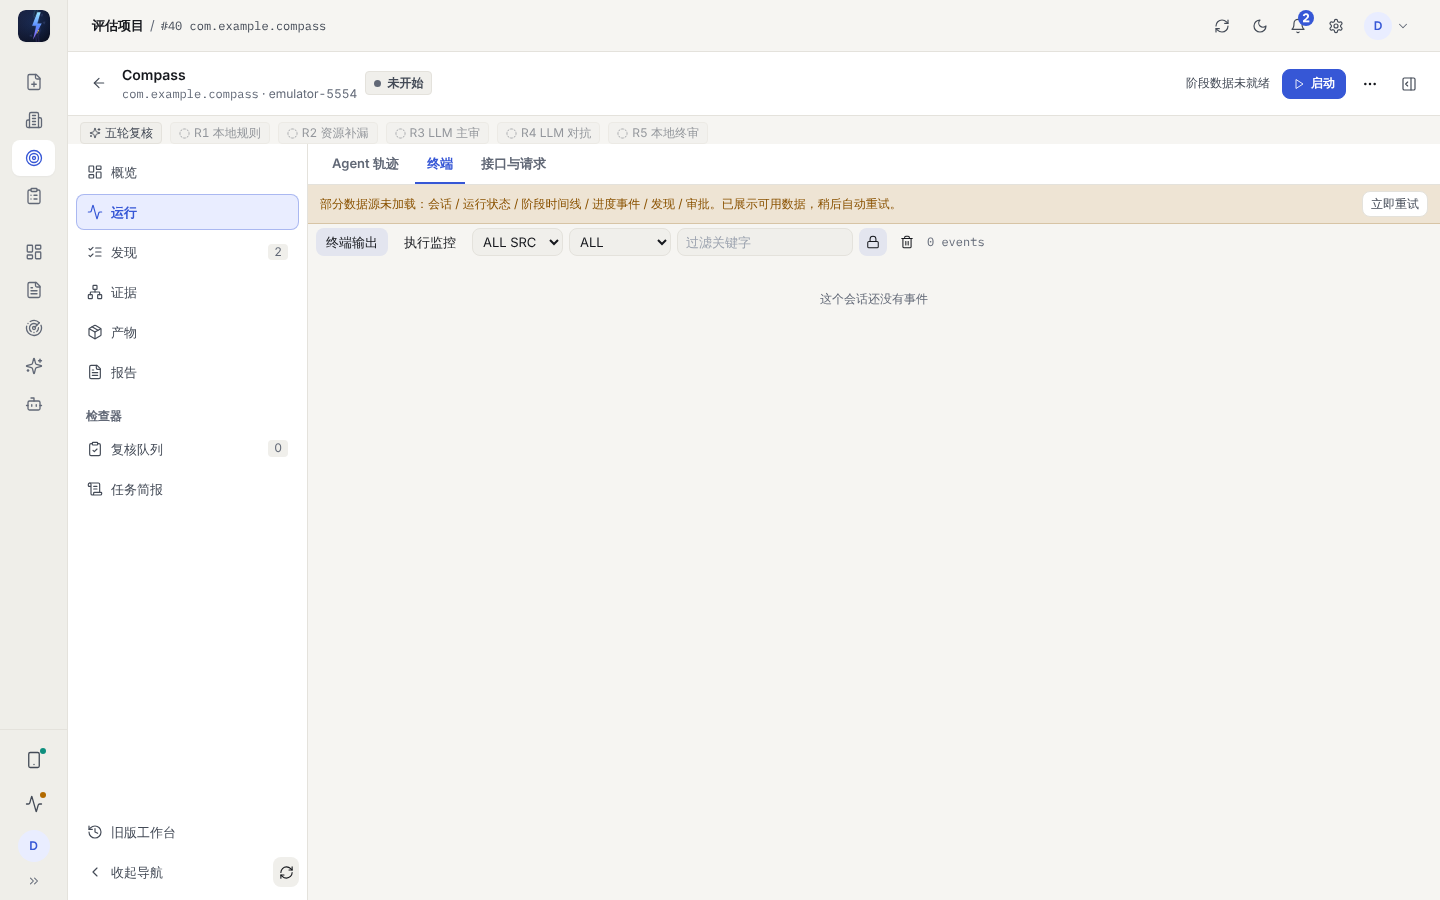 评估项目 / #40 com.example.compass
2
D
Compass
com.example.compass · emulator-5554
未开始
阶段数据未就绪
启动
五轮复核
R1 本地规则
R2 资源补漏
R3 LLM 主审
R4 LLM 对抗
R5 本地终审
概览
运行
发现 2
证据
产物
报告
检查器
复核队列 0
任务简报
旧版工作台
收起导航
Agent 轨迹
终端
接口与请求
部分数据源未加载：会话 / 运行状态 / 阶段时间线 / 进度事件 / 发现 / 审批。已展示可用数据，稍后自动重试。
立即重试
终端输出
执行监控
ALL SRC
ALL
过滤关键字
0 events
这个会话还没有事件
D